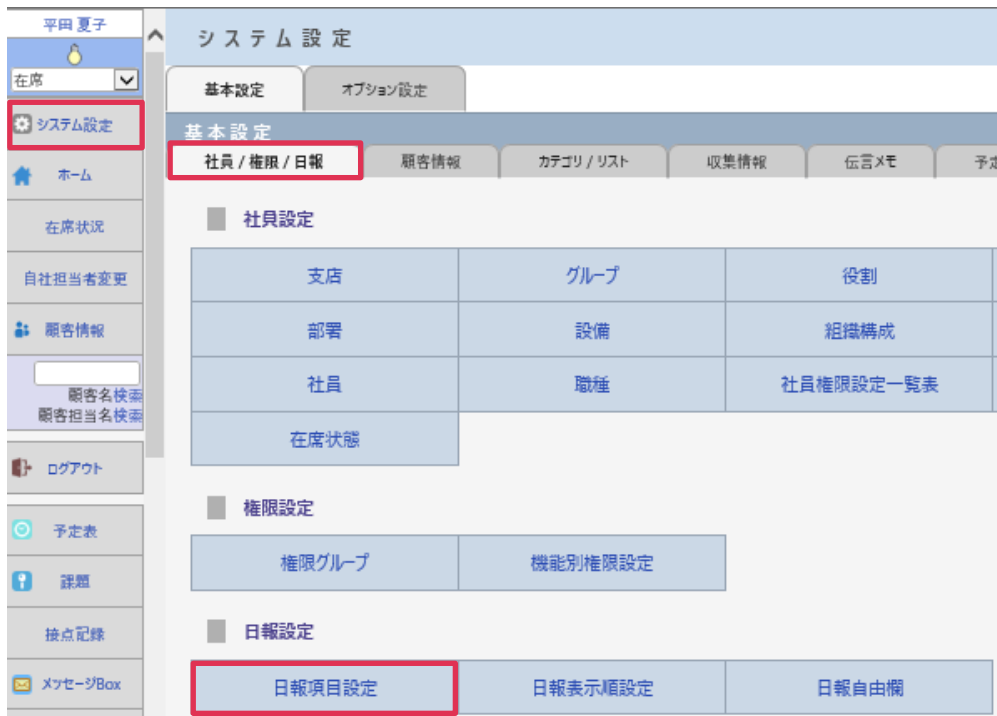 平田 夏子
在席
システム設定
ホーム
在席状況
自社担当者変更
顧客情報
顧客名検索
顧客担当名検索
ログアウト
予定表
課題
接点記録
メッセージBox
システム設定
基本設定 オプション設定
基本設定
社員 / 権限 / 日報 顧客情報 カテゴリ / リスト 収集情報 伝言メモ 予定
社員設定
支店 グループ 役割
部署 設備 組織構成
社員 職種 社員権限設定一覧表
在席状態
権限設定
権限グループ 機能別権限設定
日報設定
日報項目設定 日報表示順設定 日報自由欄